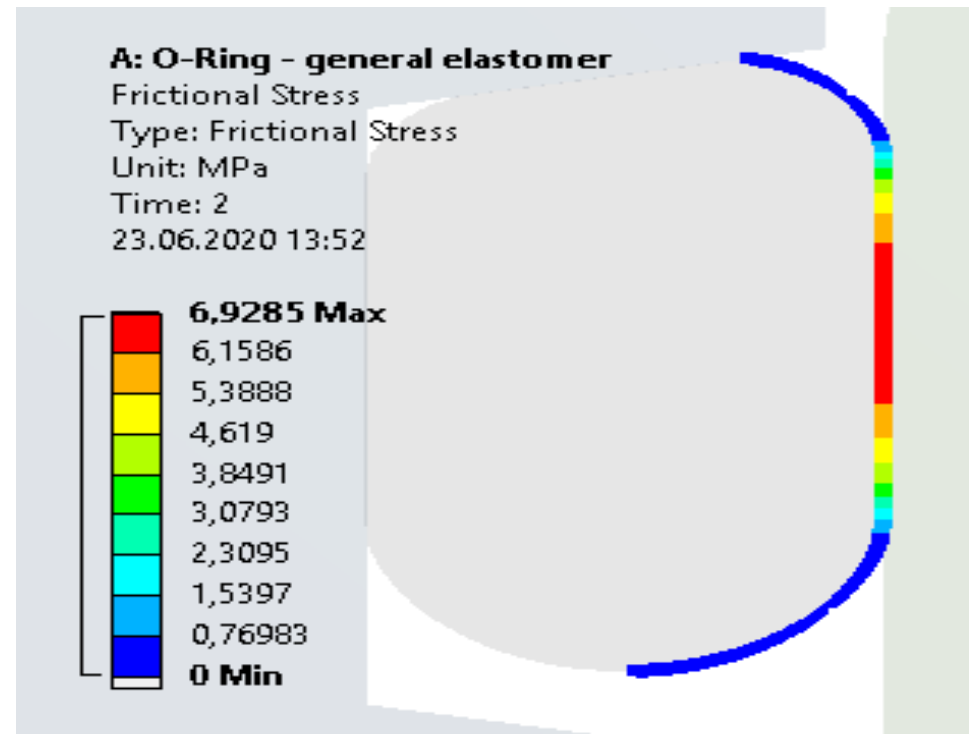 A: O-Ring - general elastomer
Frictional Stress
Type: Frictional Stress
Unit: MPa
Time: 2
23.06.2020 13:52
6,9285 Max
6,1586
5,3888
4,619
3,8491
3,0793
2,3095
1,5397
0,76983
0 Min